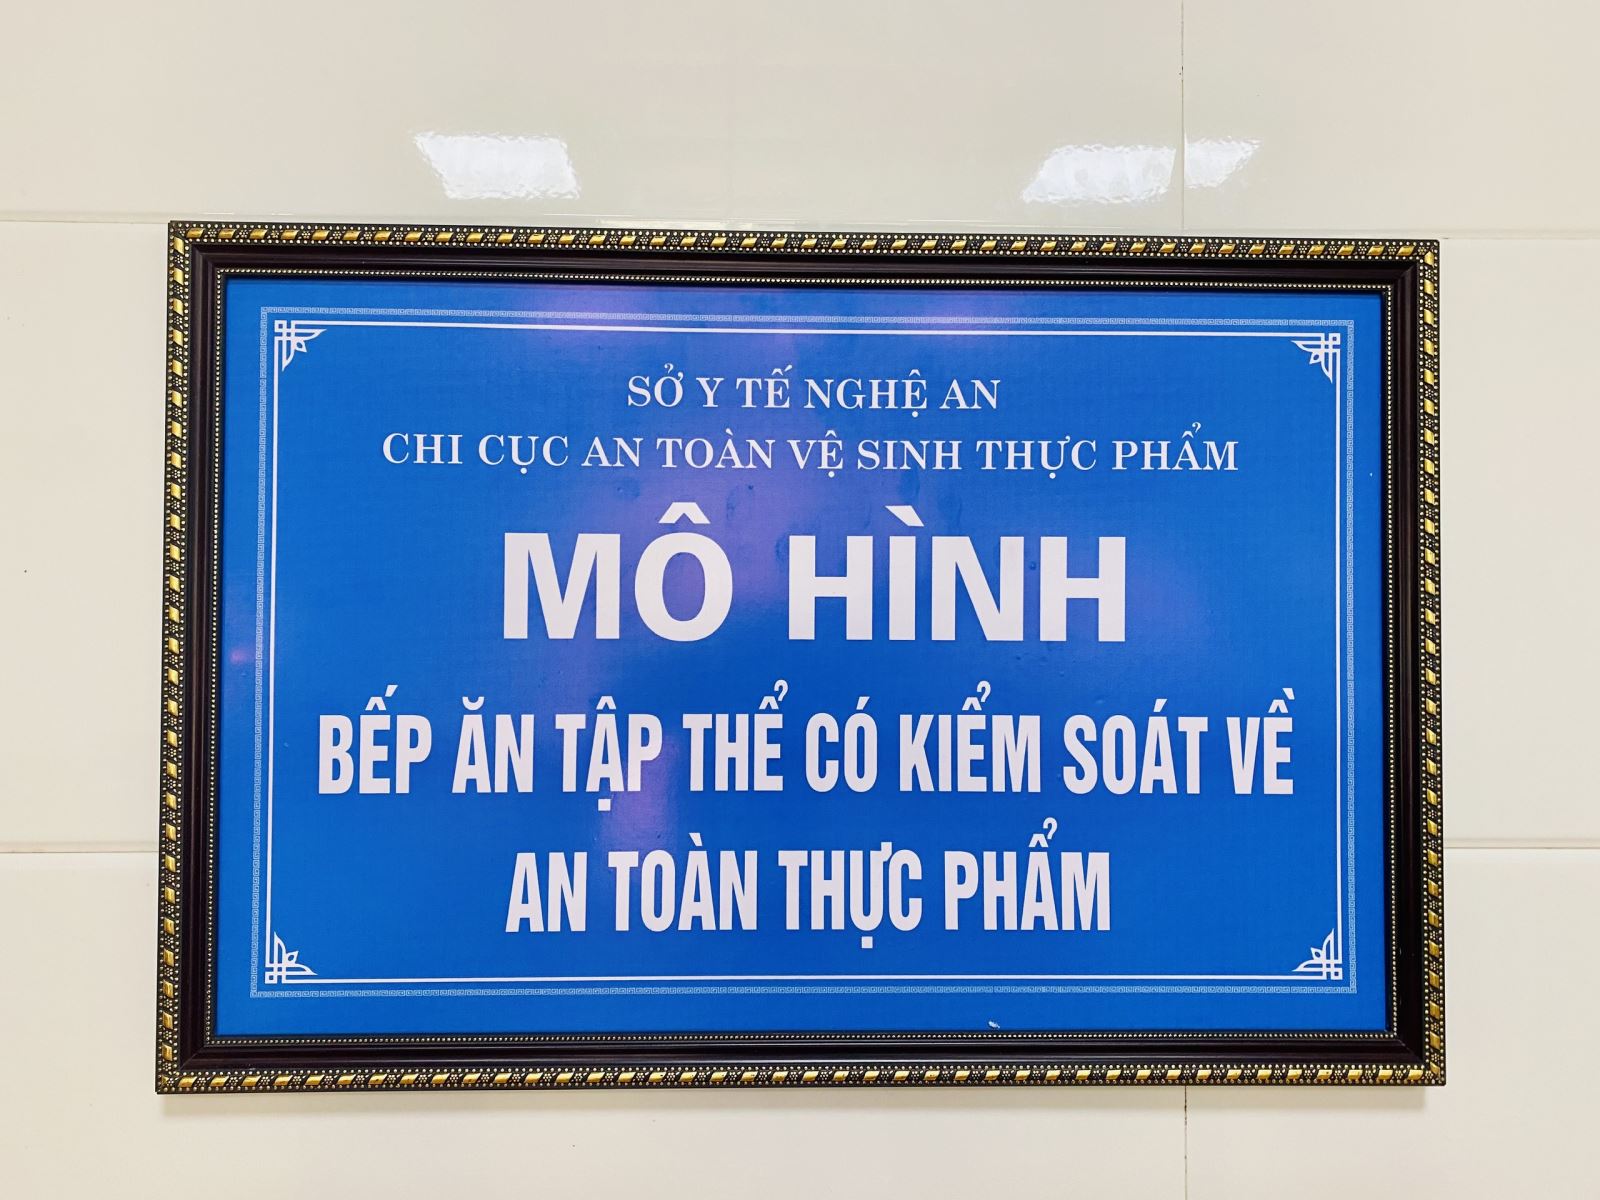 SỞ Y TẾ NGHỆ AN
CHI CỤC AN TOÀN VỆ SINH THỰC PHẨM
MÔ HÌNH
BẾP ĂN TẬP THỂ CÓ KIỂM SOÁT VỀ
AN TOÀN THỰC PHẨM